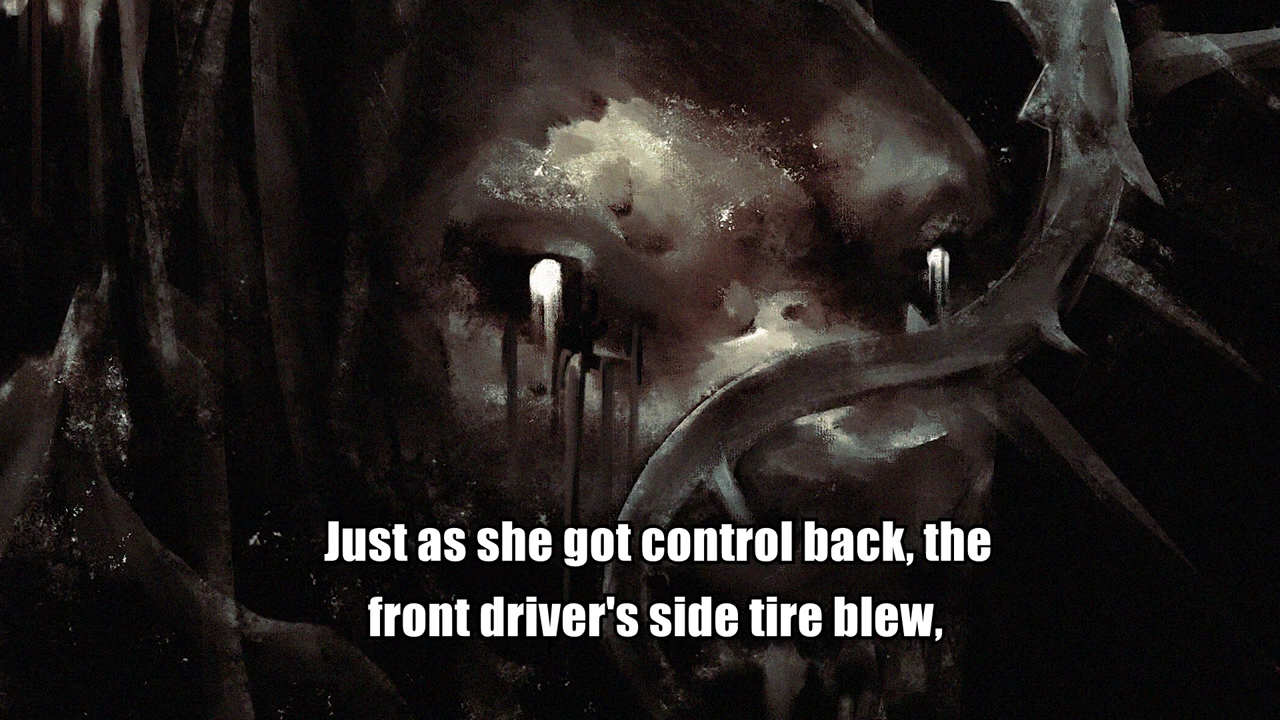 Just as she got control back, the
front driver's side tire blew,